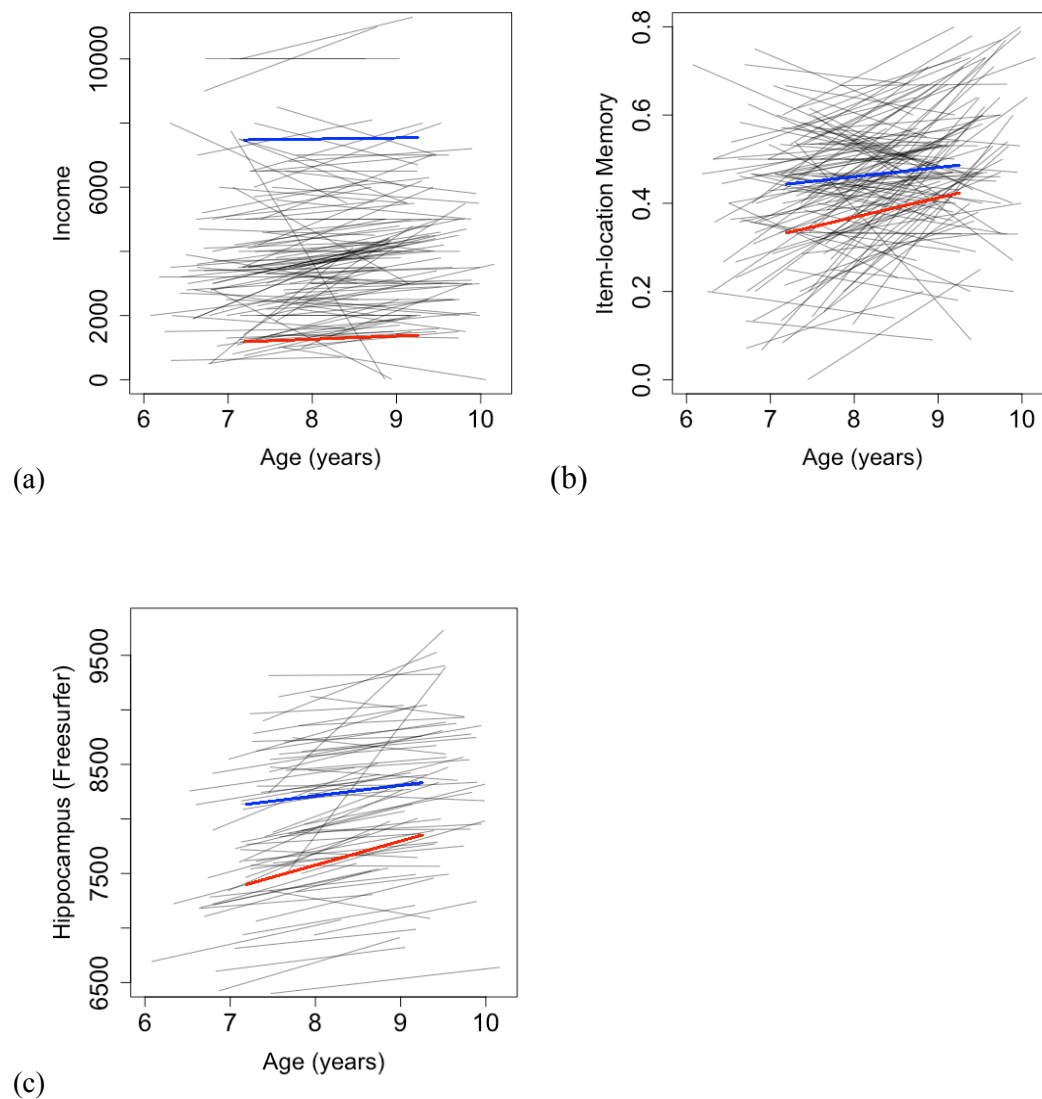 Income
0
2000
6000
10000
6 7 8 9 10
Age (years)
(a)
Item-location Memory
0.0
0.2
0.4
0.6
0.8
6 7 8 9 10
Age (years)
(b)
Hippocampus (Freesurfer)
6500
7500
8500
9500
6 7 8 9 10
Age (years)
(c)